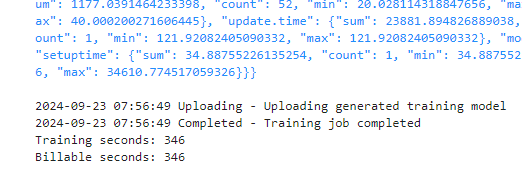 um": 1177.0391464233398, "count": 52, "min": 20.028114318847656, "ma
ax": 40.000200271606445}, "update.time": {"sum": 23881.894826889038,
ount": 1, "min": 121.92082405090332, "max": 121.92082405090332}, "mo
"setuptime": {"sum": 34.88755226135254, "count": 1, "min": 34.88755
6, "max": 34610.774517059326}}}
2024-09-23 07:56:49 Uploading - Uploading generated training model
2024-09-23 07:56:49 Completed - Training job completed
Training seconds: 346
Billable seconds: 346